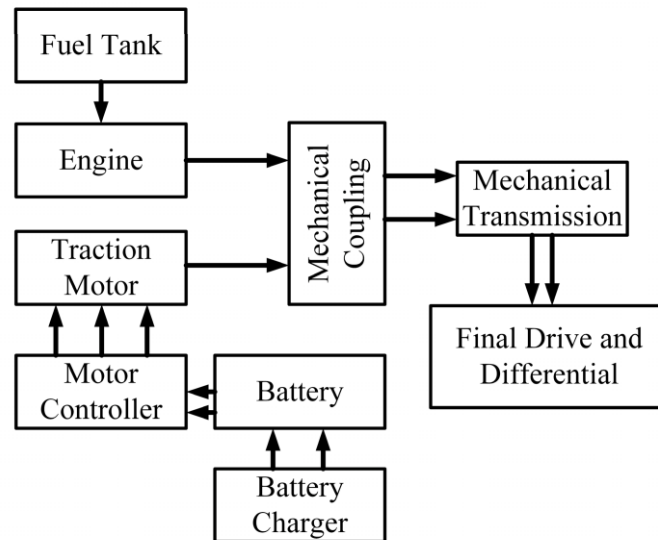 Fuel Tank
Engine
Mechanical
Coupling
Mechanical
Transmission
Traction
Motor
Final Drive and
Differential
Motor
Controller
Battery
Battery
Charger